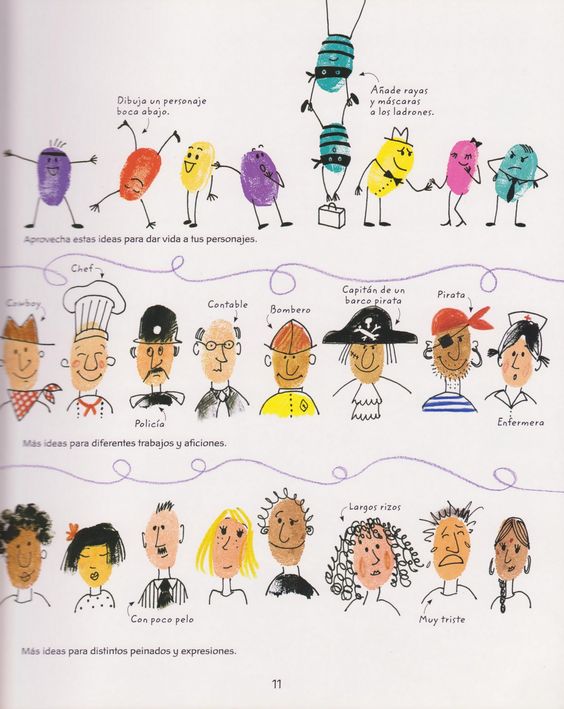 Dibuja un personaje
boca abajo.
Añade rayas
y máscaras
a los ladrones.
Aprovecha estas ideas para dar vida a tus personajes.
Cowboy
Chef
Policía
Contable
Bombero
Capitán de un
barco pirata
Pirata
Enfermera
Más ideas para diferentes trabajos y aficiones.
Con poco pelo
Largos rizos
Muy triste
Más ideas para distintos peinados y expresiones.
11